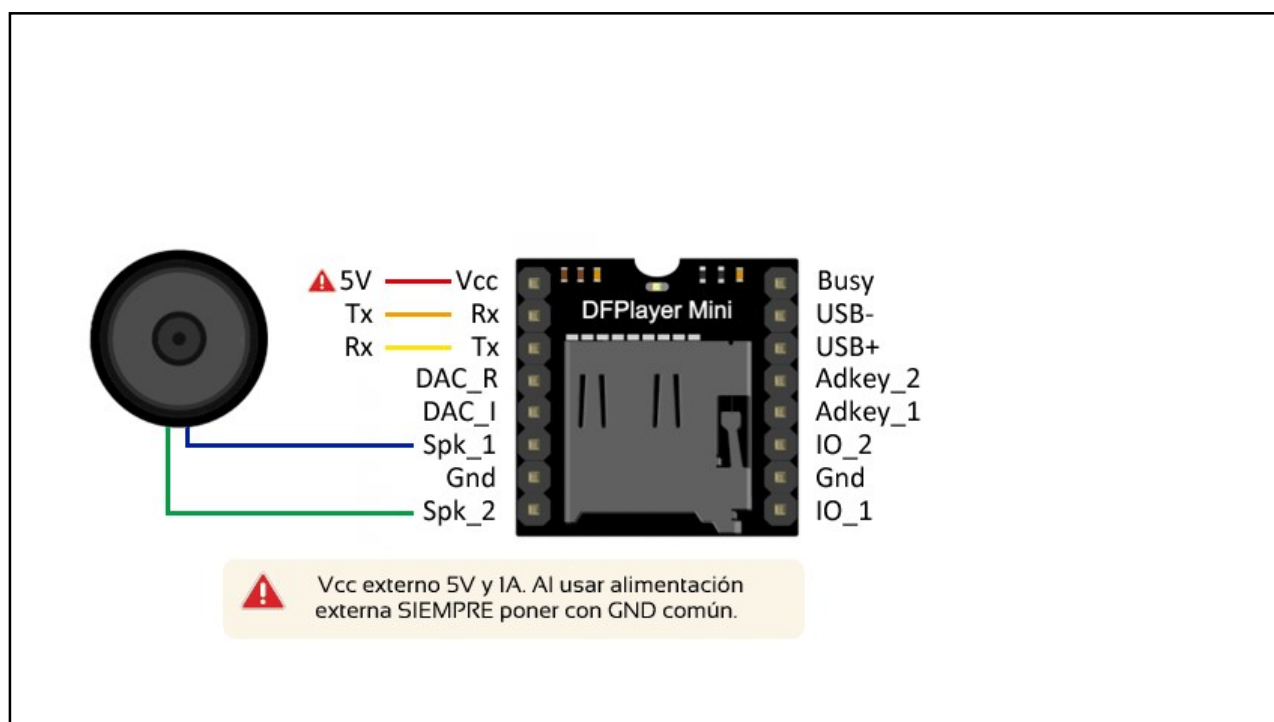 5V Vcc
Tx Rx
Rx Tx
DAC_R
DAC_I
Spk_1
Gnd
Spk_2
DFPlayer Mini
Busy
USB-
USB+
Adkey_2
Adkey_1
IO_2
Gnd
IO_1
Vcc externo 5V y 1A. Al usar alimentación
externa SIEMPRE poner con GND común.